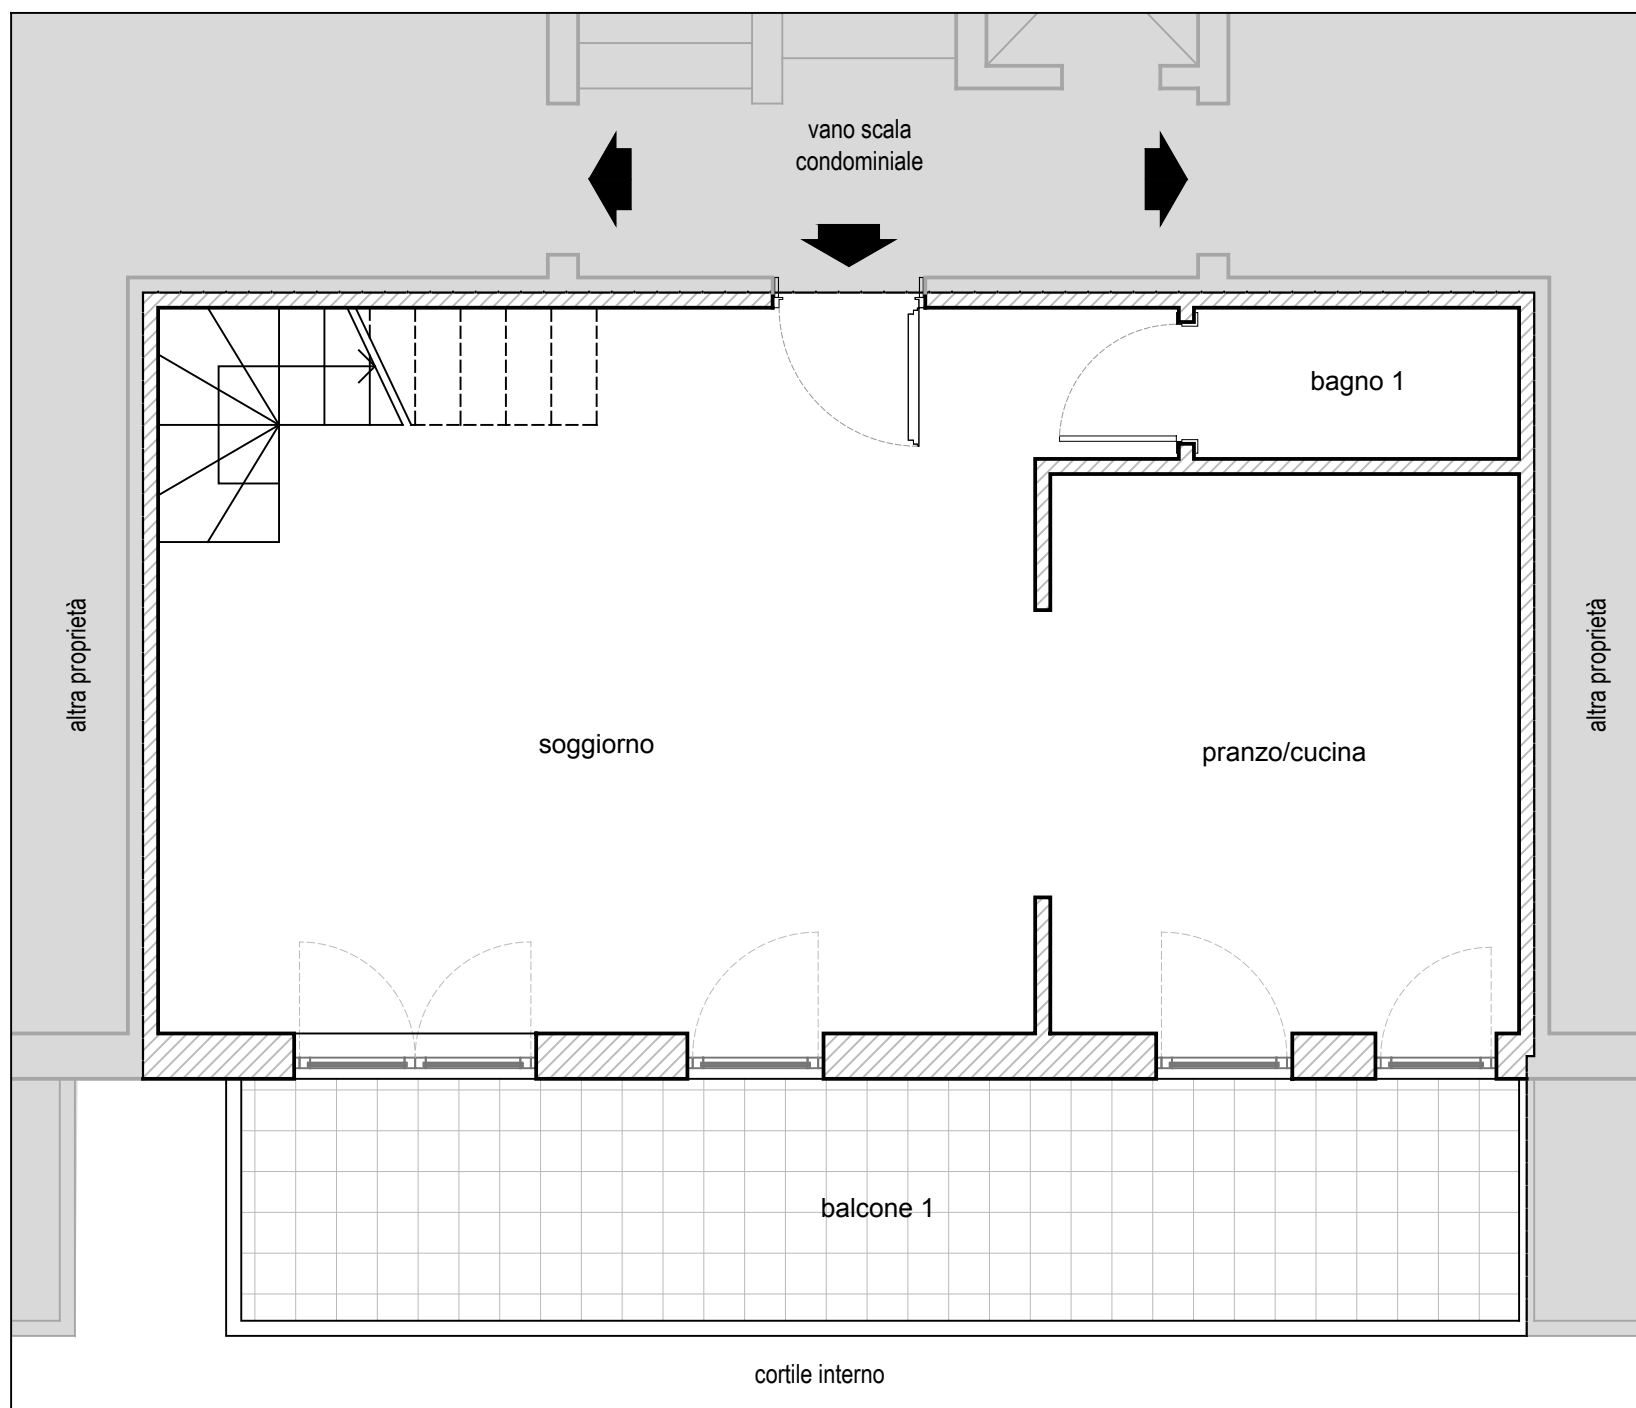 vano scala
condominiale
bagno 1
altra proprietà
altra proprietà
soggiorno
pranzo/cucina
balcone 1
cortile interno